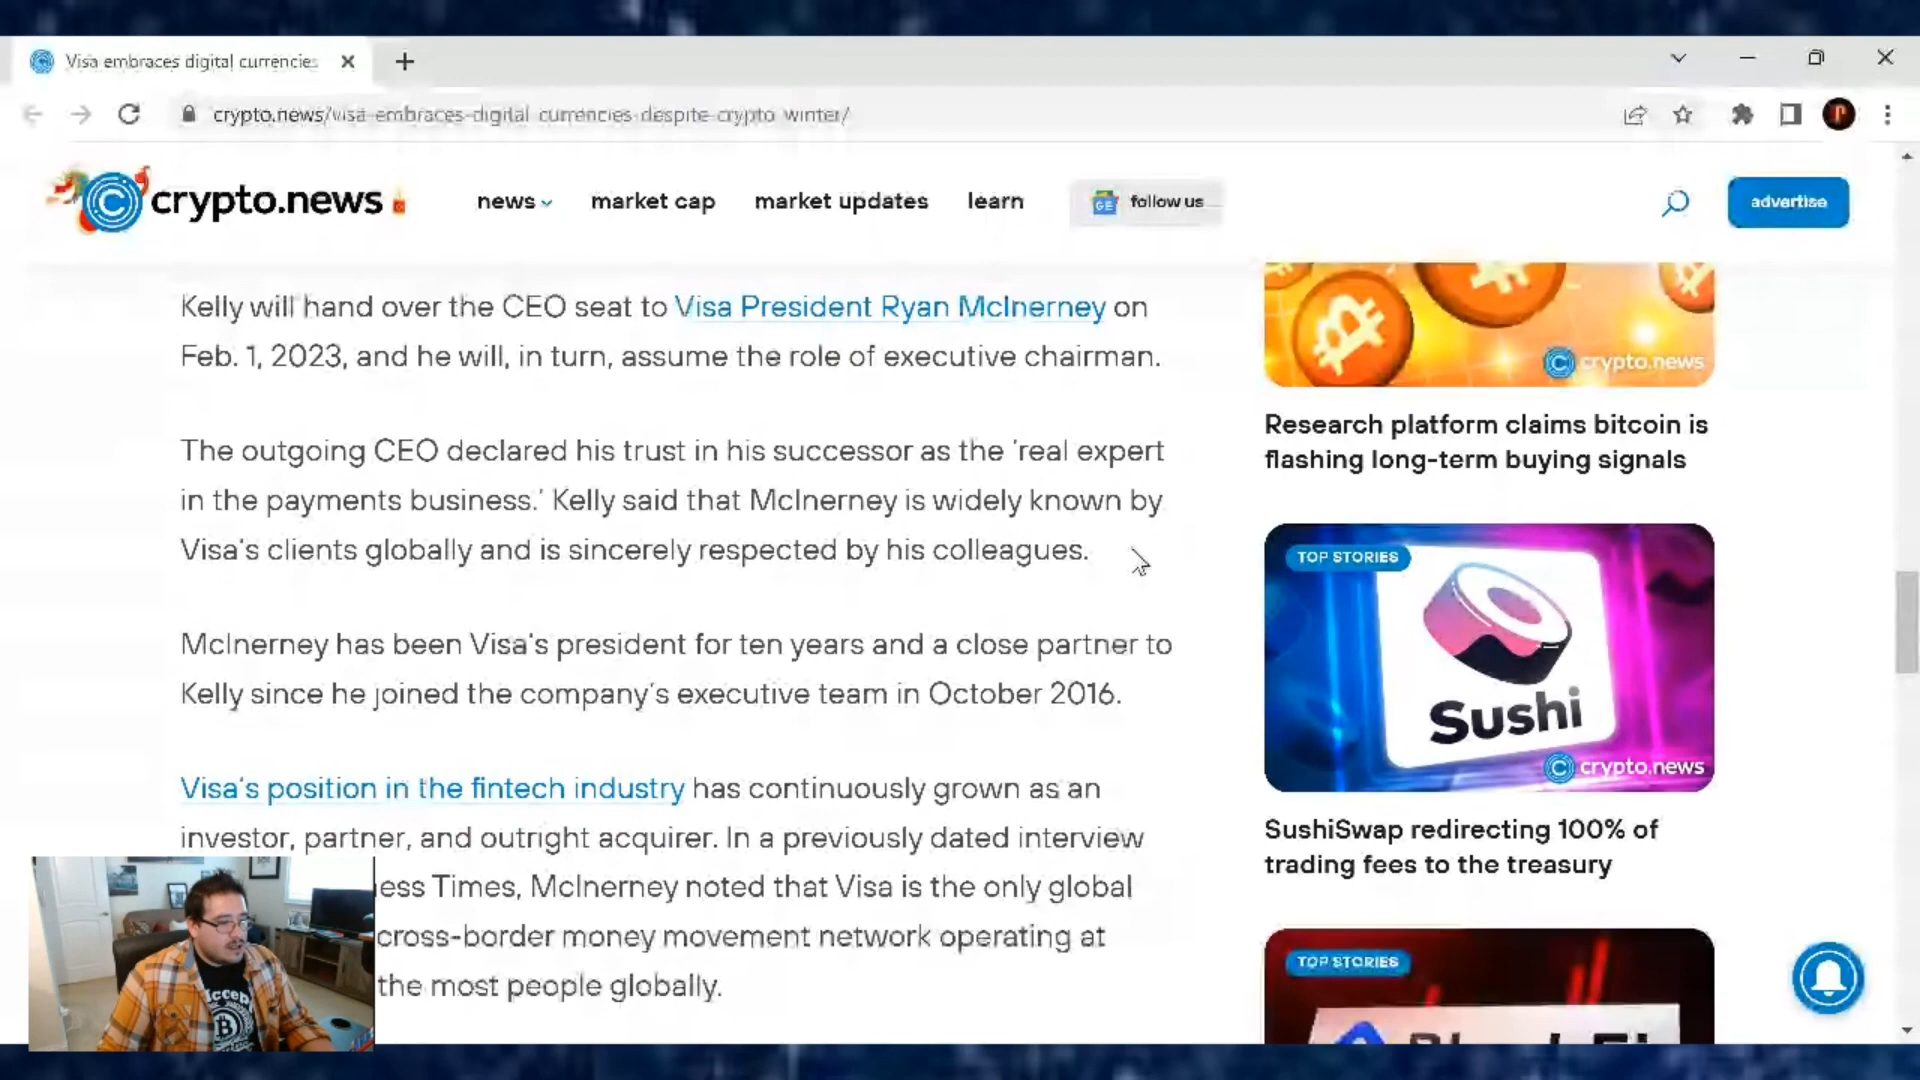 Visa embraces digital currencies
crypto.news/visa-embraces-digital-currencies-despite-crypto-winter/
crypto.news
news
market cap
market updates
learn
GE
follow us
advertise
Kelly will hand over the CEO seat to Visa President Ryan McInerney on
Feb. 1, 2023, and he will, in turn, assume the role of executive chairman.
The outgoing CEO declared his trust in his successor as the 'real expert
in the payments business.' Kelly said that McInerney is widely known by
Visa's clients globally and is sincerely respected by his colleagues.
McInerney has been Visa's president for ten years and a close partner to
Kelly since he joined the company's executive team in October 2016.
Visa's position in the fintech industry has continuously grown as an
investor, partner, and outright acquirer. In a previously dated interview
ess Times, McInerney noted that Visa is the only global
cross-border money movement network operating at
the most people globally.
crypto.news
Research platform claims bitcoin is
flashing long-term buying signals
TOP STORIES
Sushi
crypto.news
SushiSwap redirecting 100% of
trading fees to the treasury
TOP STORIES